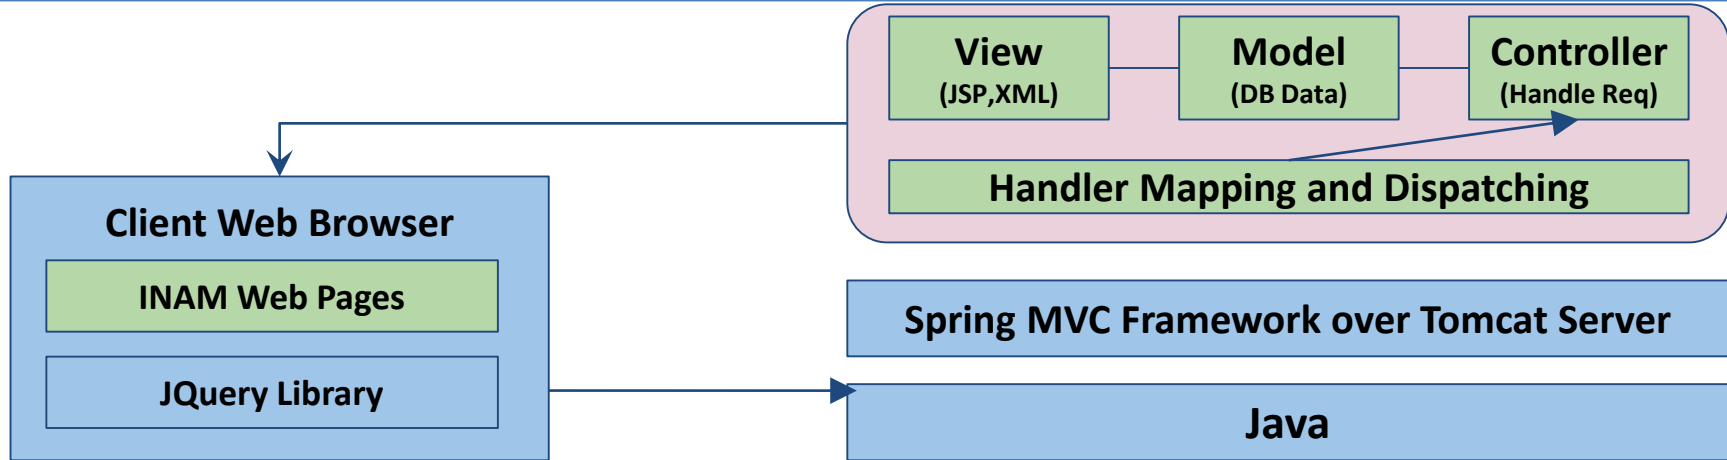 View
(JSP,XML)
Model
(DB Data)
Controller
(Handle Req)
Handler Mapping and Dispatching
Client Web Browser
INAM Web Pages
JQuery Library
Spring MVC Framework over Tomcat Server
Java